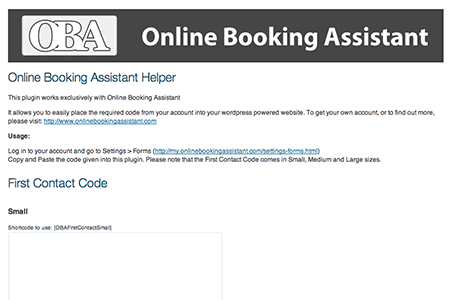 OBA Online Booking Assistant
Online Booking Assistant Helper
This plugin works exclusively with Online Booking Assistant
It allows you to easily place the required code from your account into your wordpress powered website. To get your own account, or to find out more,
please visit: http://www.onlinebookingassistant.com
Usage:
Log in to your account and go to Settings > Forms (http://my.onlinebookingassistant.com/settings-forms.html)
Copy and Paste the code given into this plugin. Please note that the First Contact Code comes in Small, Medium and Large sizes.
First Contact Code
Small
Shortcode to use: [OBAFirstContactSmall]